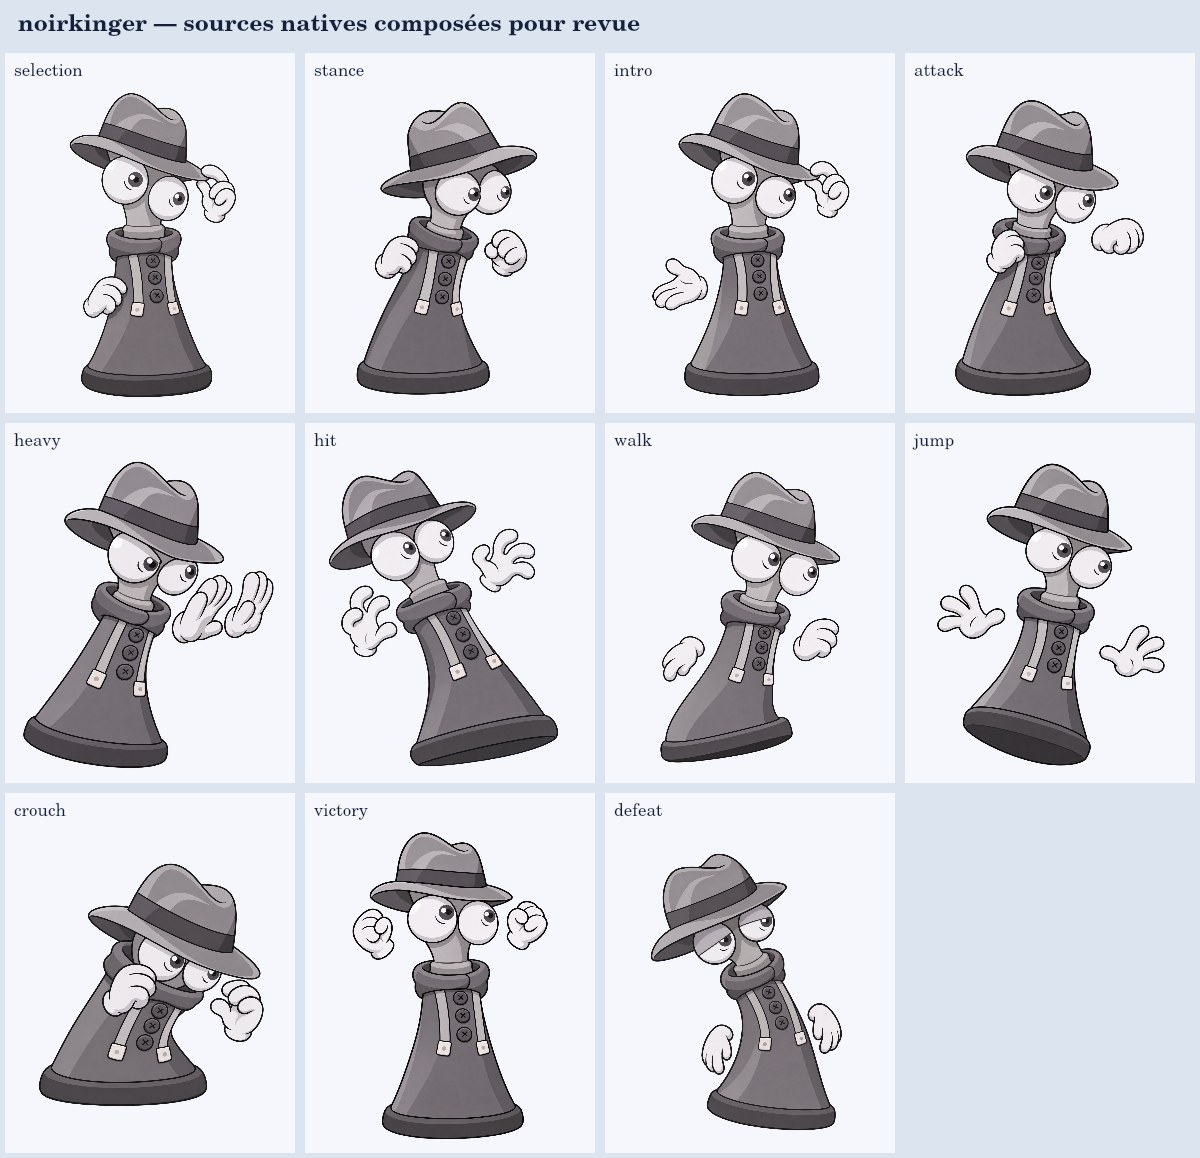 noirkinger — sources natives composées pour revue
selection
stance
intro
attack
heavy
hit
walk
jump
crouch
victory
defeat